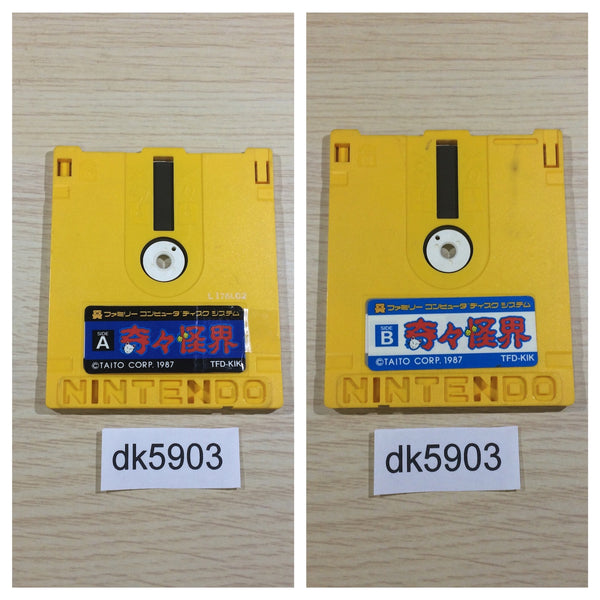 L 176L02
ファミリー コンピュータ ディスク システム
SIDE A
奇々怪界
©TAITO CORP. 1987 TFD-KIK
NINTENDO
dk5903
ファミリー コンピュータ ディスク システム
SIDE B
奇々怪界
©TAITO CORP. 1987 TFD-KIK
NINTENDO
dk5903